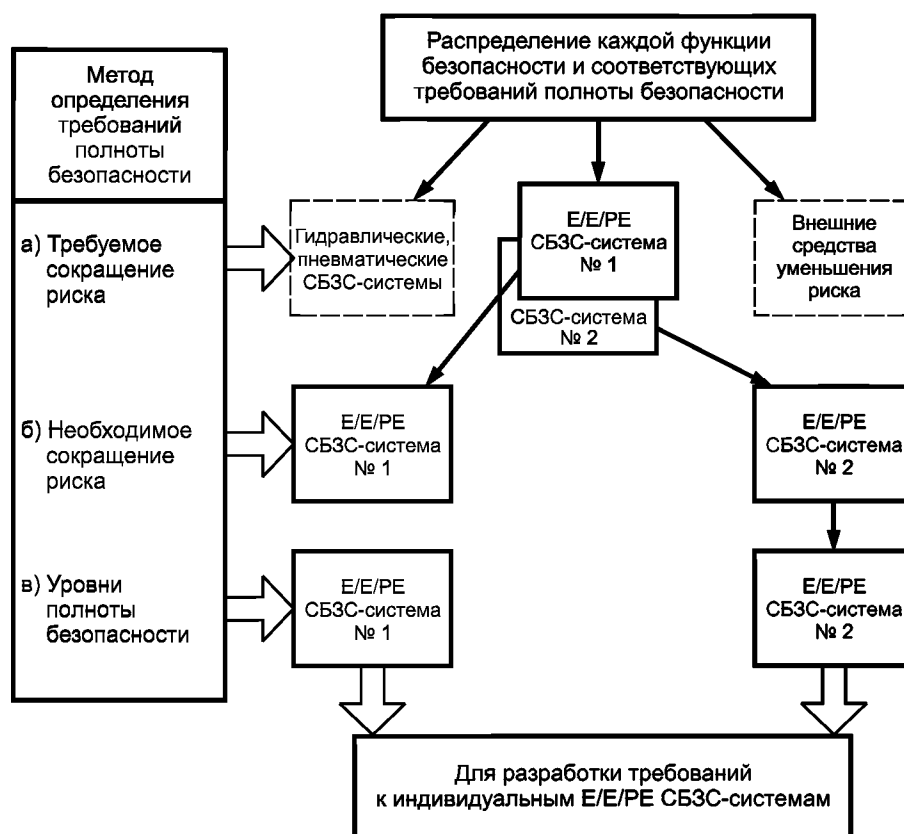 Распределение каждой функции
безопасности и соответствующих
требований полноты безопасности
Метод
определения
требований
полноты
безопасности
а) Требуемое
сокращение
риска
Гидравлические,
пневматические
СБЗС-системы
E/E/PE
СБЗС-система
№ 1
СБЗС-система
№ 2
Внешние
средства
уменьшения
риска
б) Необходимое
сокращение
риска
E/E/PE
СБЗС-система
№ 1
E/E/PE
СБЗС-система
№ 2
в) Уровни
полноты
безопасности
E/E/PE
СБЗС-система
№ 1
E/E/PE
СБЗС-система
№ 2
Для разработки требований
к индивидуальным E/E/PE СБЗС-системам